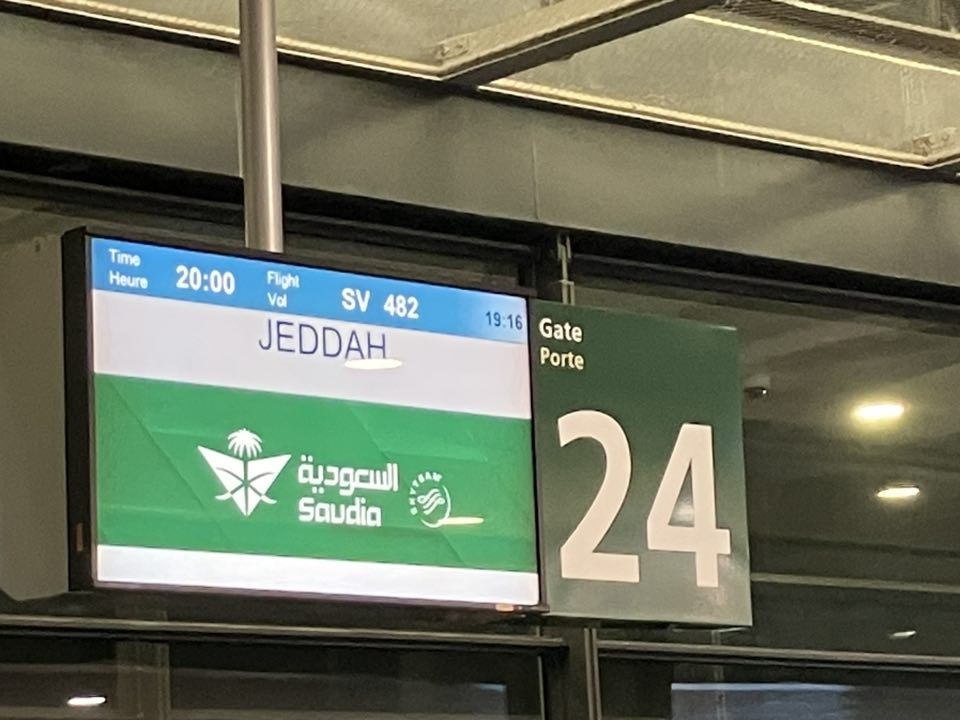 Time
Heure
20:00
Flight
Vol
SV 482
19:16
JEDDAH
السعودية
Saudia
SKYTEAM
Gate
Porte
24